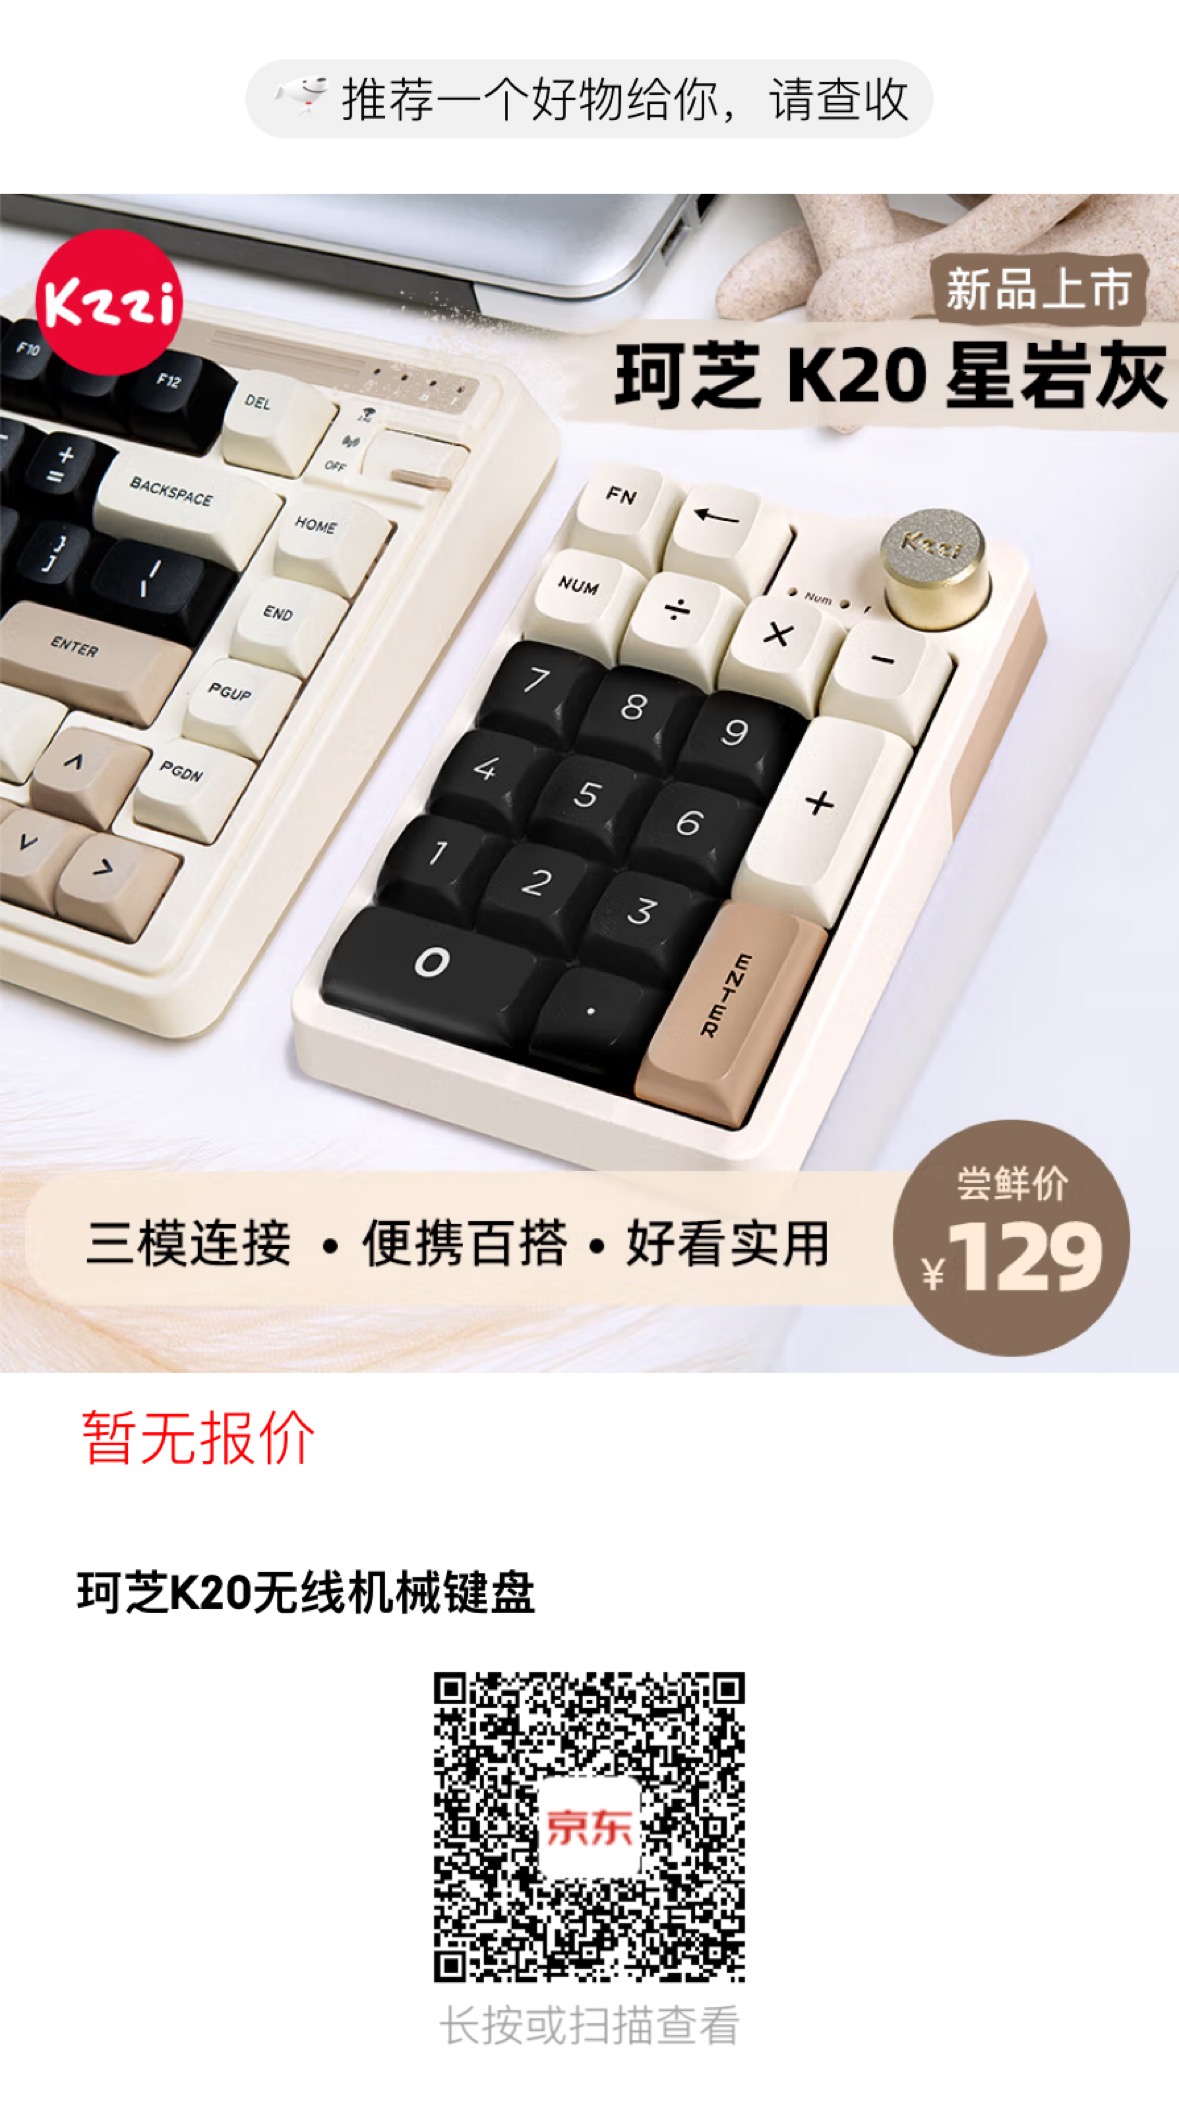 推荐一个好物给你，请查收
Kzzi
新品上市
珂芝 K20 星岩灰
F10
F12
DEL
OFF
+
=
BACKSPACE
HOME
}
]
|
\
END
ENTER
PGUP
PGDN
FN
←
Kzzi
NUM
÷
Num
×
−
7
8
9
4
5
6
+
1
2
3
0
.
ENTER
三模连接 • 便携百搭 • 好看实用
尝鲜价
¥129
暂无报价
珂芝K20无线机械键盘
京东
长按或扫描查看